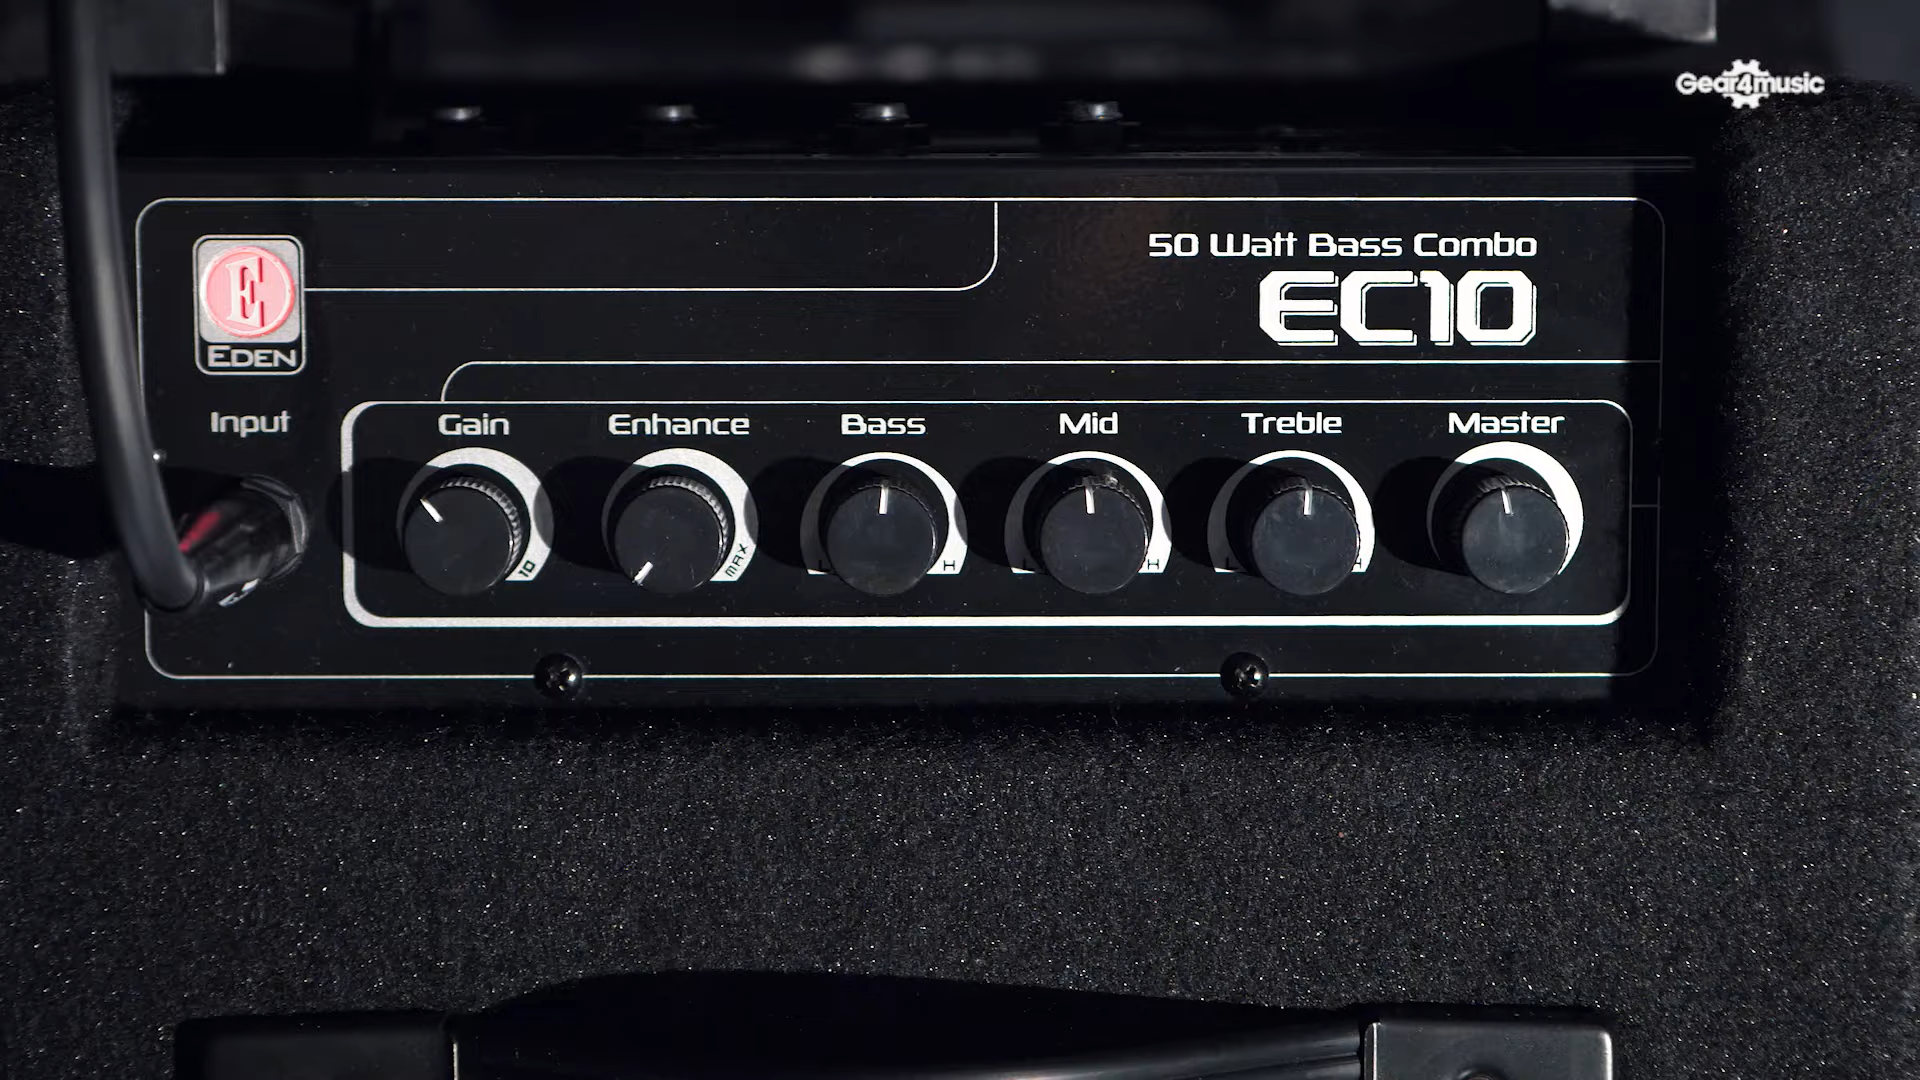 Gear4music
50 Watt Bass Combo
EC10
E
EDEN
Input
Gain
Enhance
Bass
Mid
Treble
Master
10
MAX
L
H
L
H
L
H